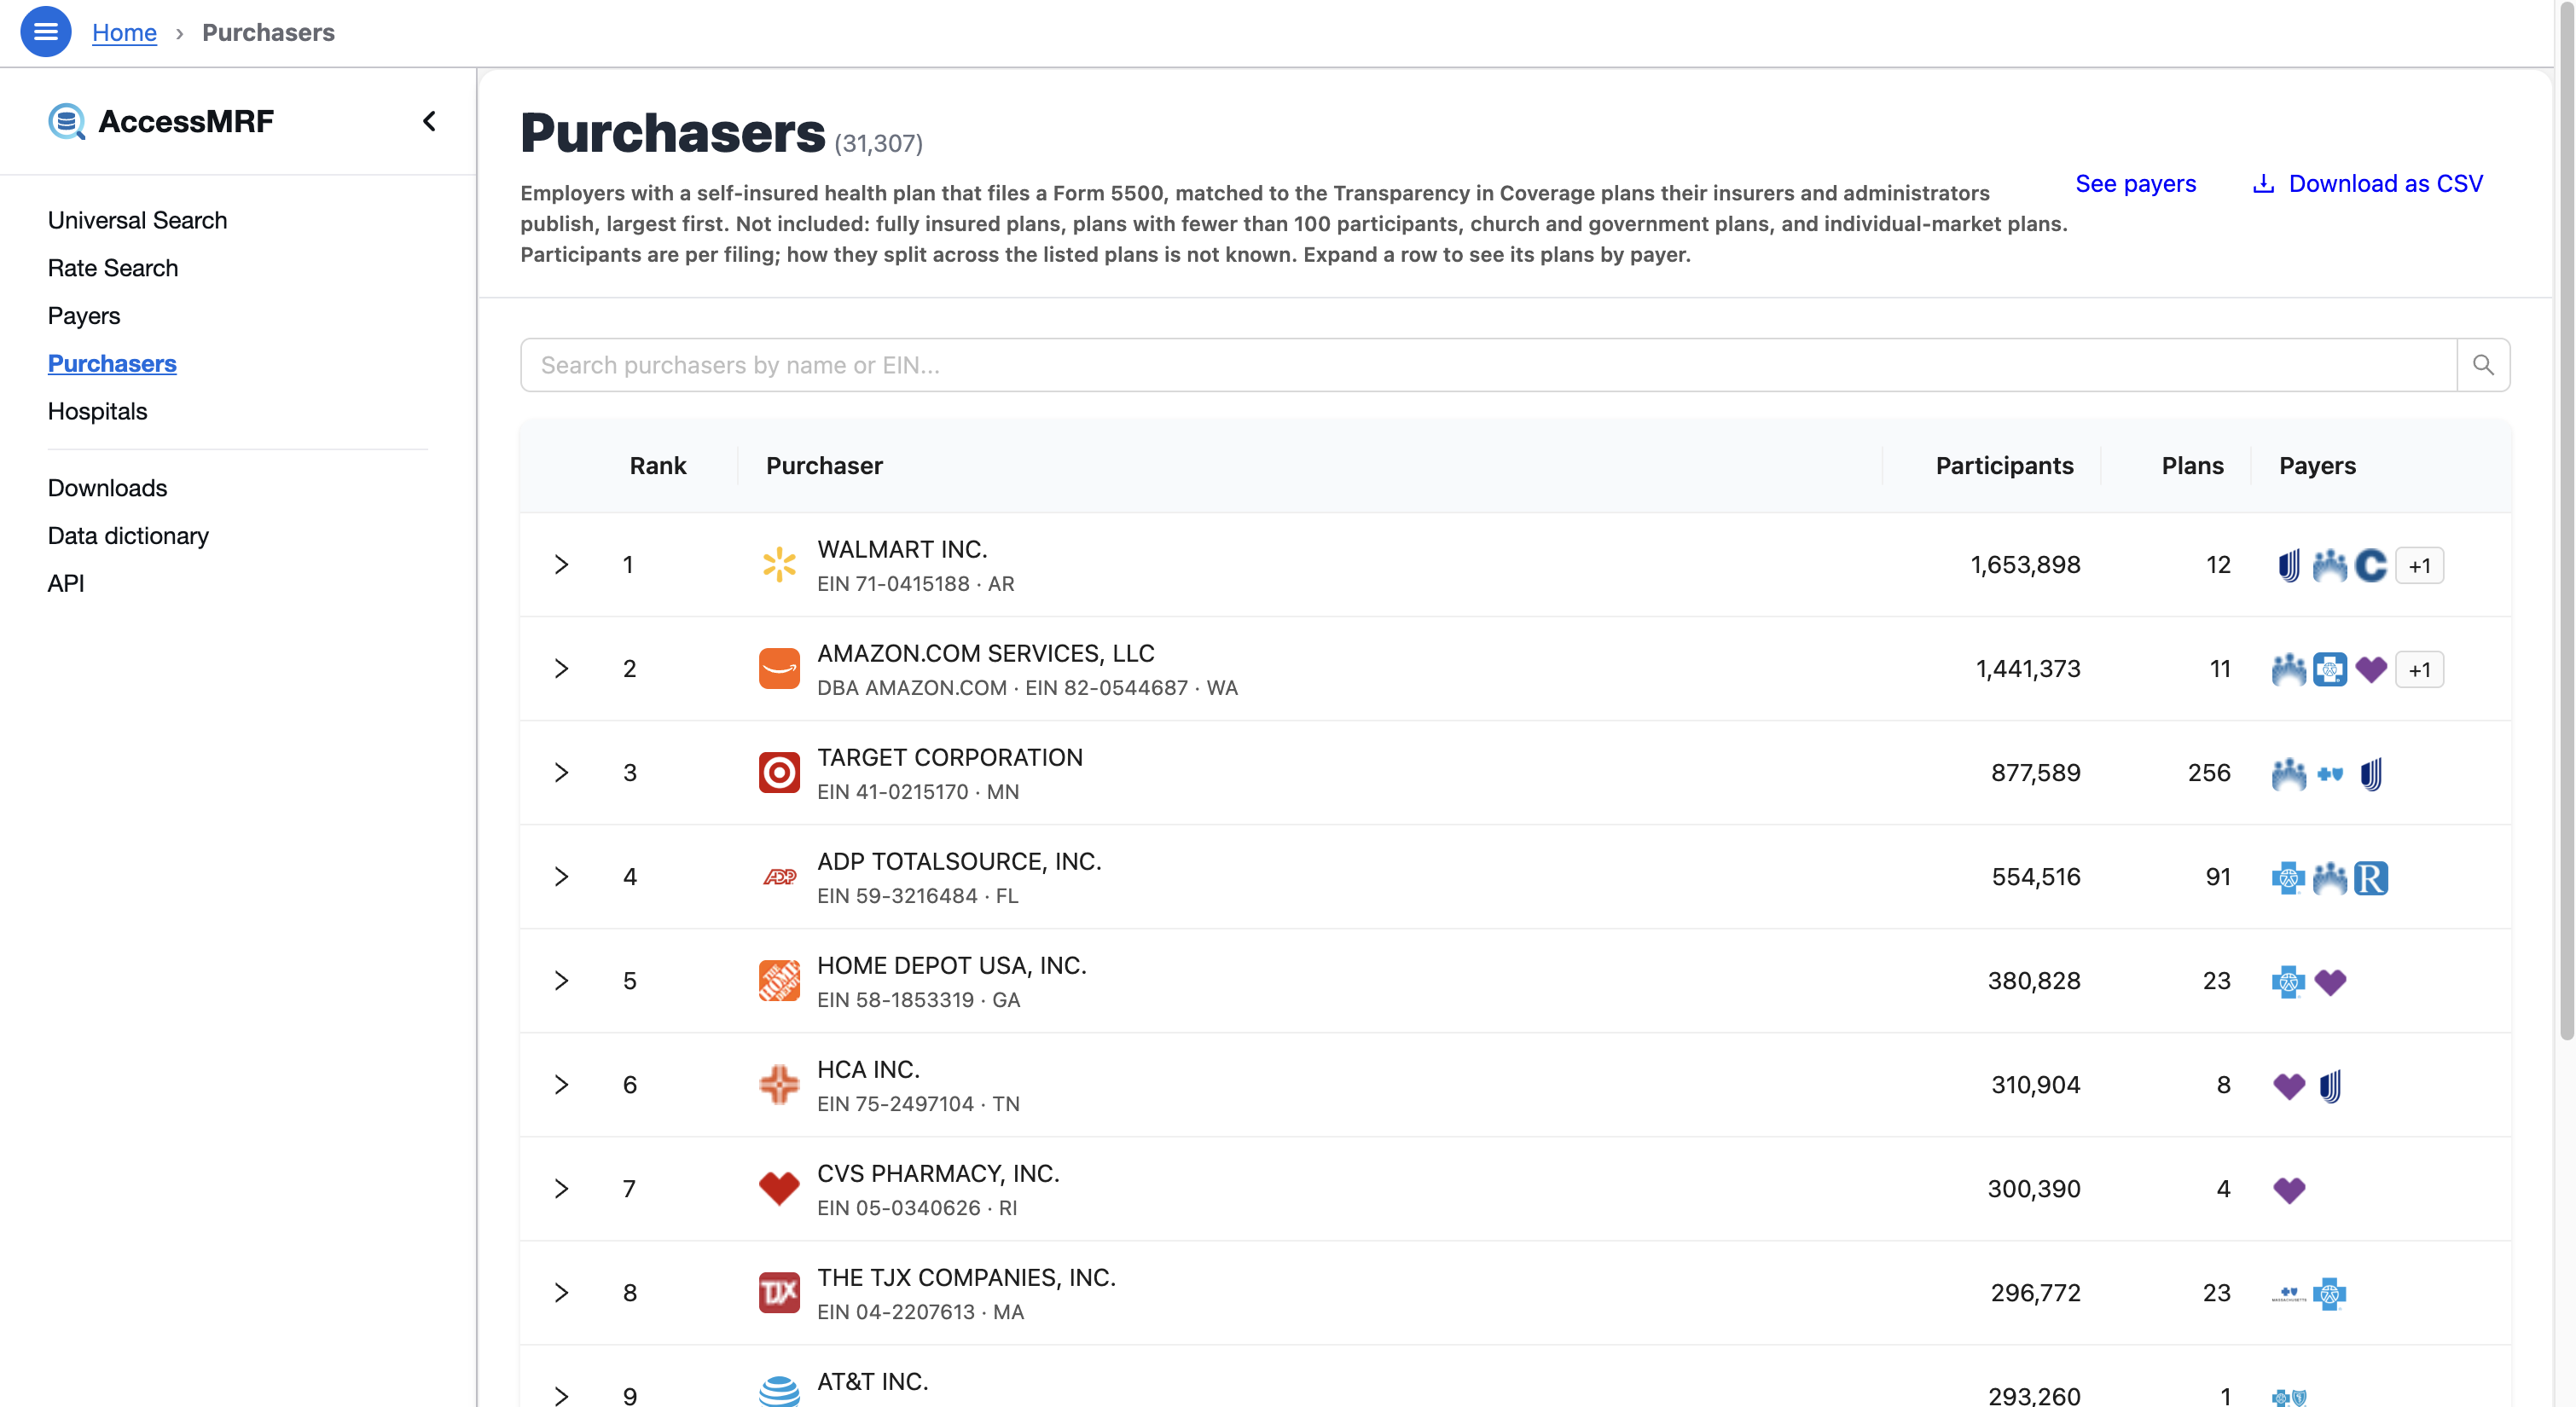 Home › Purchasers
AccessMRF
Universal Search
Rate Search
Payers
Purchasers
Hospitals
Downloads
Data dictionary
API
Purchasers (31,307)
Employers with a self-insured health plan that files a Form 5500, matched to the Transparency in Coverage plans their insurers and administrators
publish, largest first. Not included: fully insured plans, plans with fewer than 100 participants, church and government plans, and individual-market plans.
Participants are per filing; how they split across the listed plans is not known. Expand a row to see its plans by payer.
See payers
Download as CSV
Search purchasers by name or EIN...
Rank Purchaser Participants Plans Payers
1 WALMART INC. 1,653,898 12 +1
EIN 71-0415188 · AR
2 AMAZON.COM SERVICES, LLC 1,441,373 11 +1
DBA AMAZON.COM · EIN 82-0544687 · WA
3 TARGET CORPORATION 877,589 256
EIN 41-0215170 · MN
4 ADP ADP TOTALSOURCE, INC. 554,516 91 R
EIN 59-3216484 · FL
5 THE HOME DEPOT HOME DEPOT USA, INC. 380,828 23
EIN 58-1853319 · GA
6 HCA INC. 310,904 8
EIN 75-2497104 · TN
7 CVS PHARMACY, INC. 300,390 4
EIN 05-0340626 · RI
8 TJX THE TJX COMPANIES, INC. 296,772 23
EIN 04-2207613 · MA
9 AT&T INC. 293,260 1